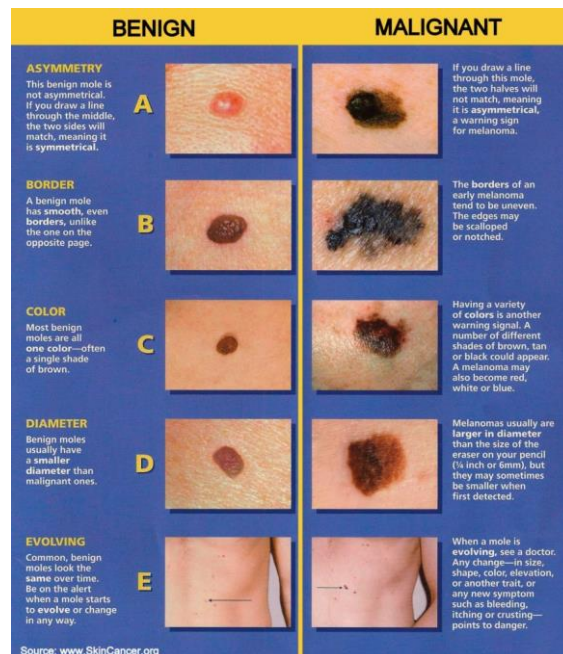 BENIGN
MALIGNANT
ASYMMETRY
This benign mole is
not asymmetrical.
If you draw a line
through the middle,
the two sides will
match, meaning it
is symmetrical.
A
If you draw a line
through this mole,
the two halves will
not match, meaning
it is asymmetrical,
a warning sign
for melanoma.
BORDER
A benign mole
has smooth, even
borders, unlike
the one on the
opposite page.
B
The borders of an
early melanoma
tend to be uneven.
The edges may
be scalloped
or notched.
COLOR
Most benign
moles are all
one color—often
a single shade
of brown.
C
Having a variety
of colors is another
warning signal. A
number of different
shades of brown, tan
or black could appear.
A melanoma may
also become red,
white or blue.
DIAMETER
Benign moles
usually have
a smaller
diameter than
malignant ones.
D
Melanomas usually are
larger in diameter
than the size of the
eraser on your pencil
(¼ inch or 6mm), but
they may sometimes
be smaller when
first detected.
EVOLVING
Common, benign
moles look the
same over time.
Be on the alert
when a mole starts
to evolve or change
in any way.
E
When a mole is
evolving, see a doctor.
Any change—in size,
shape, color, elevation,
or another trait, or
any new symptom
such as bleeding,
itching or crusting—
points to danger.
Source: www.SkinCancer.org